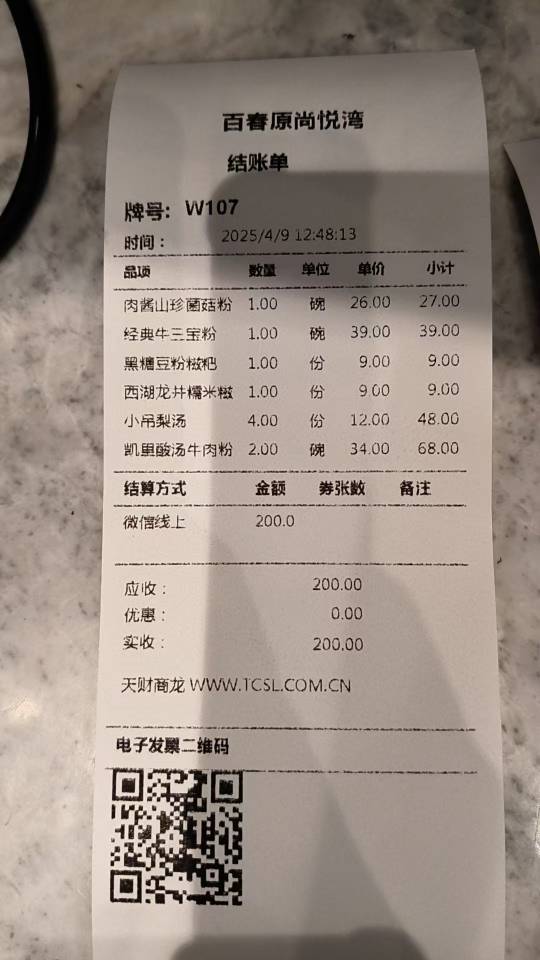 百春原尚悦湾
结账单
牌号: W107
时间： 2025/4/9 12:48:13
品项 数量 单位 单价 小计
肉酱山珍菌菇粉 1.00 碗 26.00 27.00
经典牛三宝粉 1.00 碗 39.00 39.00
黑糖豆粉糍粑 1.00 份 9.00 9.00
西湖龙井糯米糍 1.00 份 9.00 9.00
小吊梨汤 4.00 份 12.00 48.00
凯里酸汤牛肉粉 2.00 碗 34.00 68.00
结算方式 金额 券张数 备注
微信线上 200.0
应收： 200.00
优惠： 0.00
实收： 200.00
天财商龙 WWW.TCSL.COM.CN
电子发票二维码